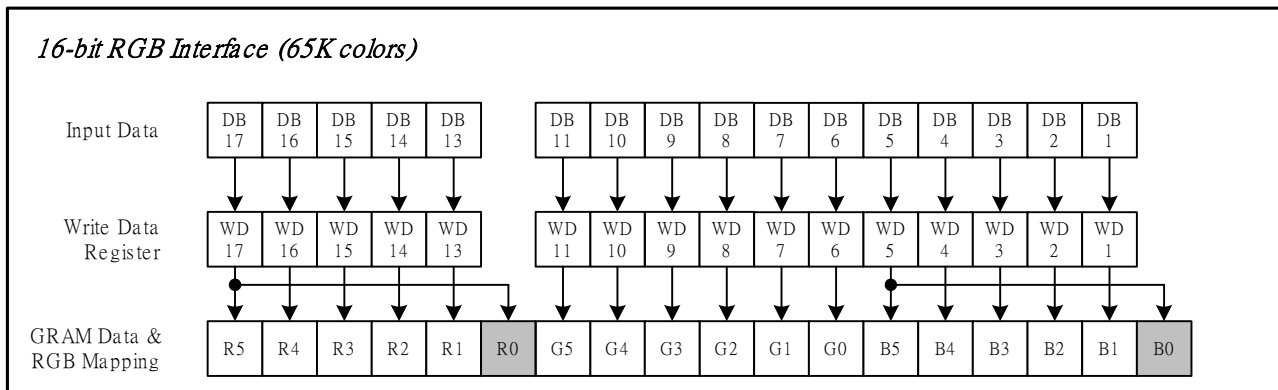 16-bit RGB Interface (65K colors)
Input Data
DB 17 DB 16 DB 15 DB 14 DB 13 DB 11 DB 10 DB 9 DB 8 DB 7 DB 6 DB 5 DB 4 DB 3 DB 2 DB 1
Write Data
Register
WD 17 WD 16 WD 15 WD 14 WD 13 WD 11 WD 10 WD 9 WD 8 WD 7 WD 6 WD 5 WD 4 WD 3 WD 2 WD 1
GRAM Data &
RGB Mapping
R5 R4 R3 R2 R1 R0 G5 G4 G3 G2 G1 G0 B5 B4 B3 B2 B1 B0